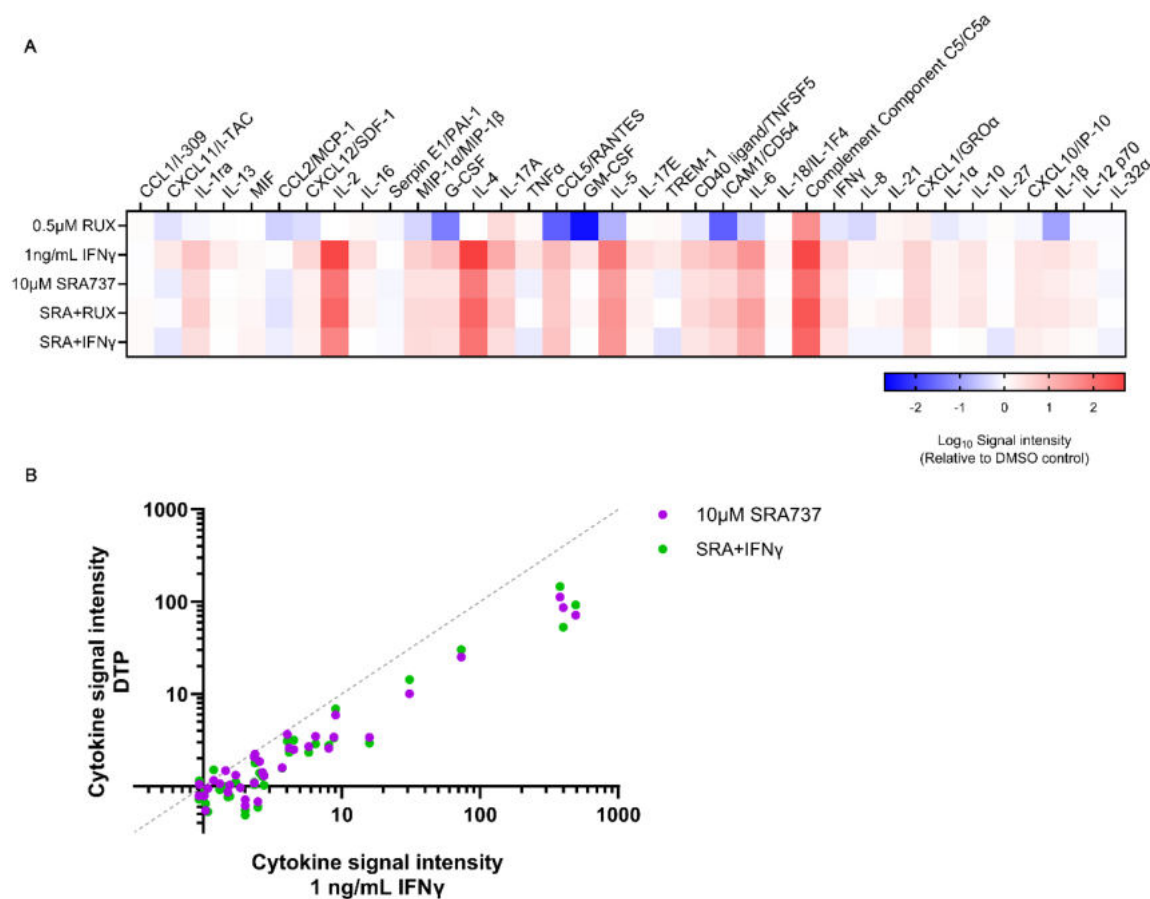 A
CCL1/I-309
CXCL11/I-TAC
IL-1ra
IL-13
MIF
CCL2/MCP-1
CXCL12/SDF-1
IL-2
IL-16
Serpin E1/PAI-1
MIP-1α/MIP-1β
G-CSF
IL-4
IL-17A
TNFα
CCL5/RANTES
GM-CSF
IL-5
IL-17E
TREM-1
CD40 ligand/TNFSF5
ICAM1/CD54
IL-6
IL-18/IL-1F4
Complement Component C5/C5a
IFNγ
IL-8
IL-21
CXCL1/GROα
IL-1α
IL-10
IL-27
CXCL10/IP-10
IL-1β
IL-12 p70
IL-32α
0.5μM RUX
1ng/mL IFNγ
10μM SRA737
SRA+RUX
SRA+IFNγ
-2 -1 0 1 2
Log₁₀ Signal intensity
(Relative to DMSO control)
B
1000
100
10
Cytokine signal intensity
DTP
10 100 1000
Cytokine signal intensity
1 ng/mL IFNγ
10μM SRA737
SRA+IFNγ